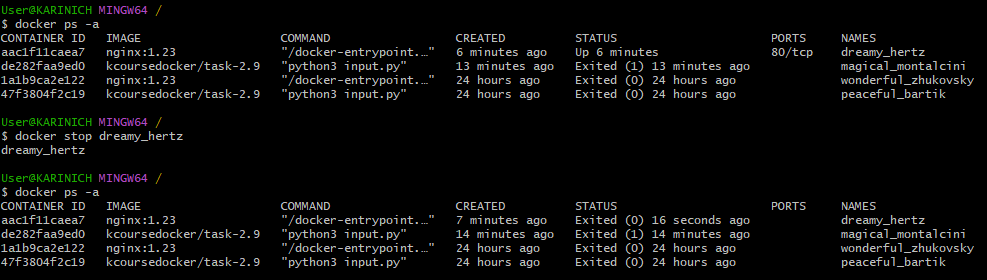 User@KARINICH MINGW64 /
$ docker ps -a
CONTAINER ID   IMAGE                   COMMAND                  CREATED          STATUS                      PORTS     NAMES
aac1f11caea7   nginx:1.23              "/docker-entrypoint.…"   6 minutes ago    Up 6 minutes                80/tcp    dreamy_hertz
de282faa9ed0   kcoursedocker/task-2.9  "python3 input.py"       13 minutes ago   Exited (1) 13 minutes ago             magical_montalcini
1a1b9ca2e122   nginx:1.23              "/docker-entrypoint.…"   24 hours ago     Exited (0) 24 hours ago               wonderful_zhukovsky
47f3804f2c19   kcoursedocker/task-2.9  "python3 input.py"       24 hours ago     Exited (0) 24 hours ago               peaceful_bartik
User@KARINICH MINGW64 /
$ docker stop dreamy_hertz
dreamy_hertz
User@KARINICH MINGW64 /
$ docker ps -a
CONTAINER ID   IMAGE                   COMMAND                  CREATED          STATUS                      PORTS     NAMES
aac1f11caea7   nginx:1.23              "/docker-entrypoint.…"   7 minutes ago    Exited (0) 16 seconds ago             dreamy_hertz
de282faa9ed0   kcoursedocker/task-2.9  "python3 input.py"       14 minutes ago   Exited (1) 14 minutes ago             magical_montalcini
1a1b9ca2e122   nginx:1.23              "/docker-entrypoint.…"   24 hours ago     Exited (0) 24 hours ago               wonderful_zhukovsky
47f3804f2c19   kcoursedocker/task-2.9  "python3 input.py"       24 hours ago     Exited (0) 24 hours ago               peaceful_bartik